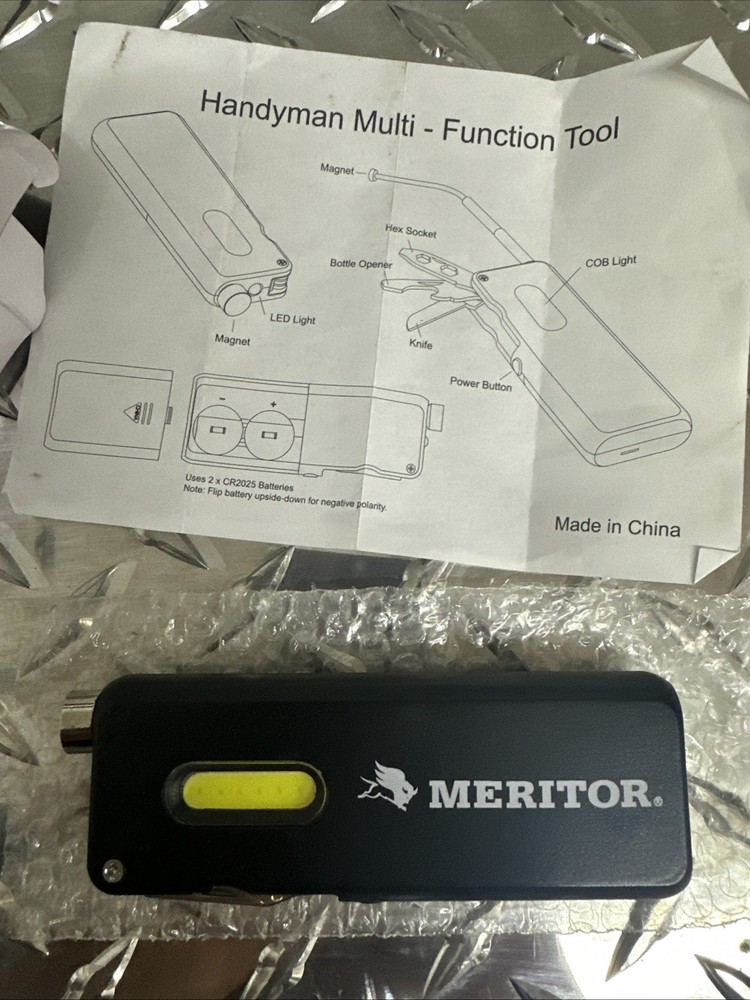 Handyman Multi - Function Tool
Magnet
Hex Socket
Bottle Opener
COB Light
LED Light
Magnet
Knife
Power Button
OPEN
- +
Uses 2 x CR2025 Batteries
Note: Flip battery upside-down for negative polarity.
Made in China
MERITOR®